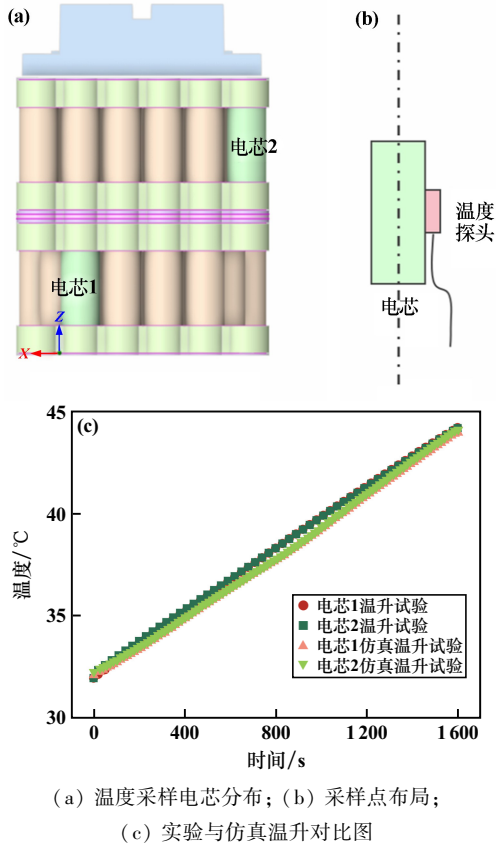 (a)
电芯2
电芯1
Z
X
(b)
温度
探头
电芯
(c)
45
40
35
30
温度/℃
0 400 800 1 200 1 600
时间/s
电芯1温升试验
电芯2温升试验
电芯1仿真温升试验
电芯2仿真温升试验
(a) 温度采样电芯分布；(b) 采样点布局；
(c) 实验与仿真温升对比图